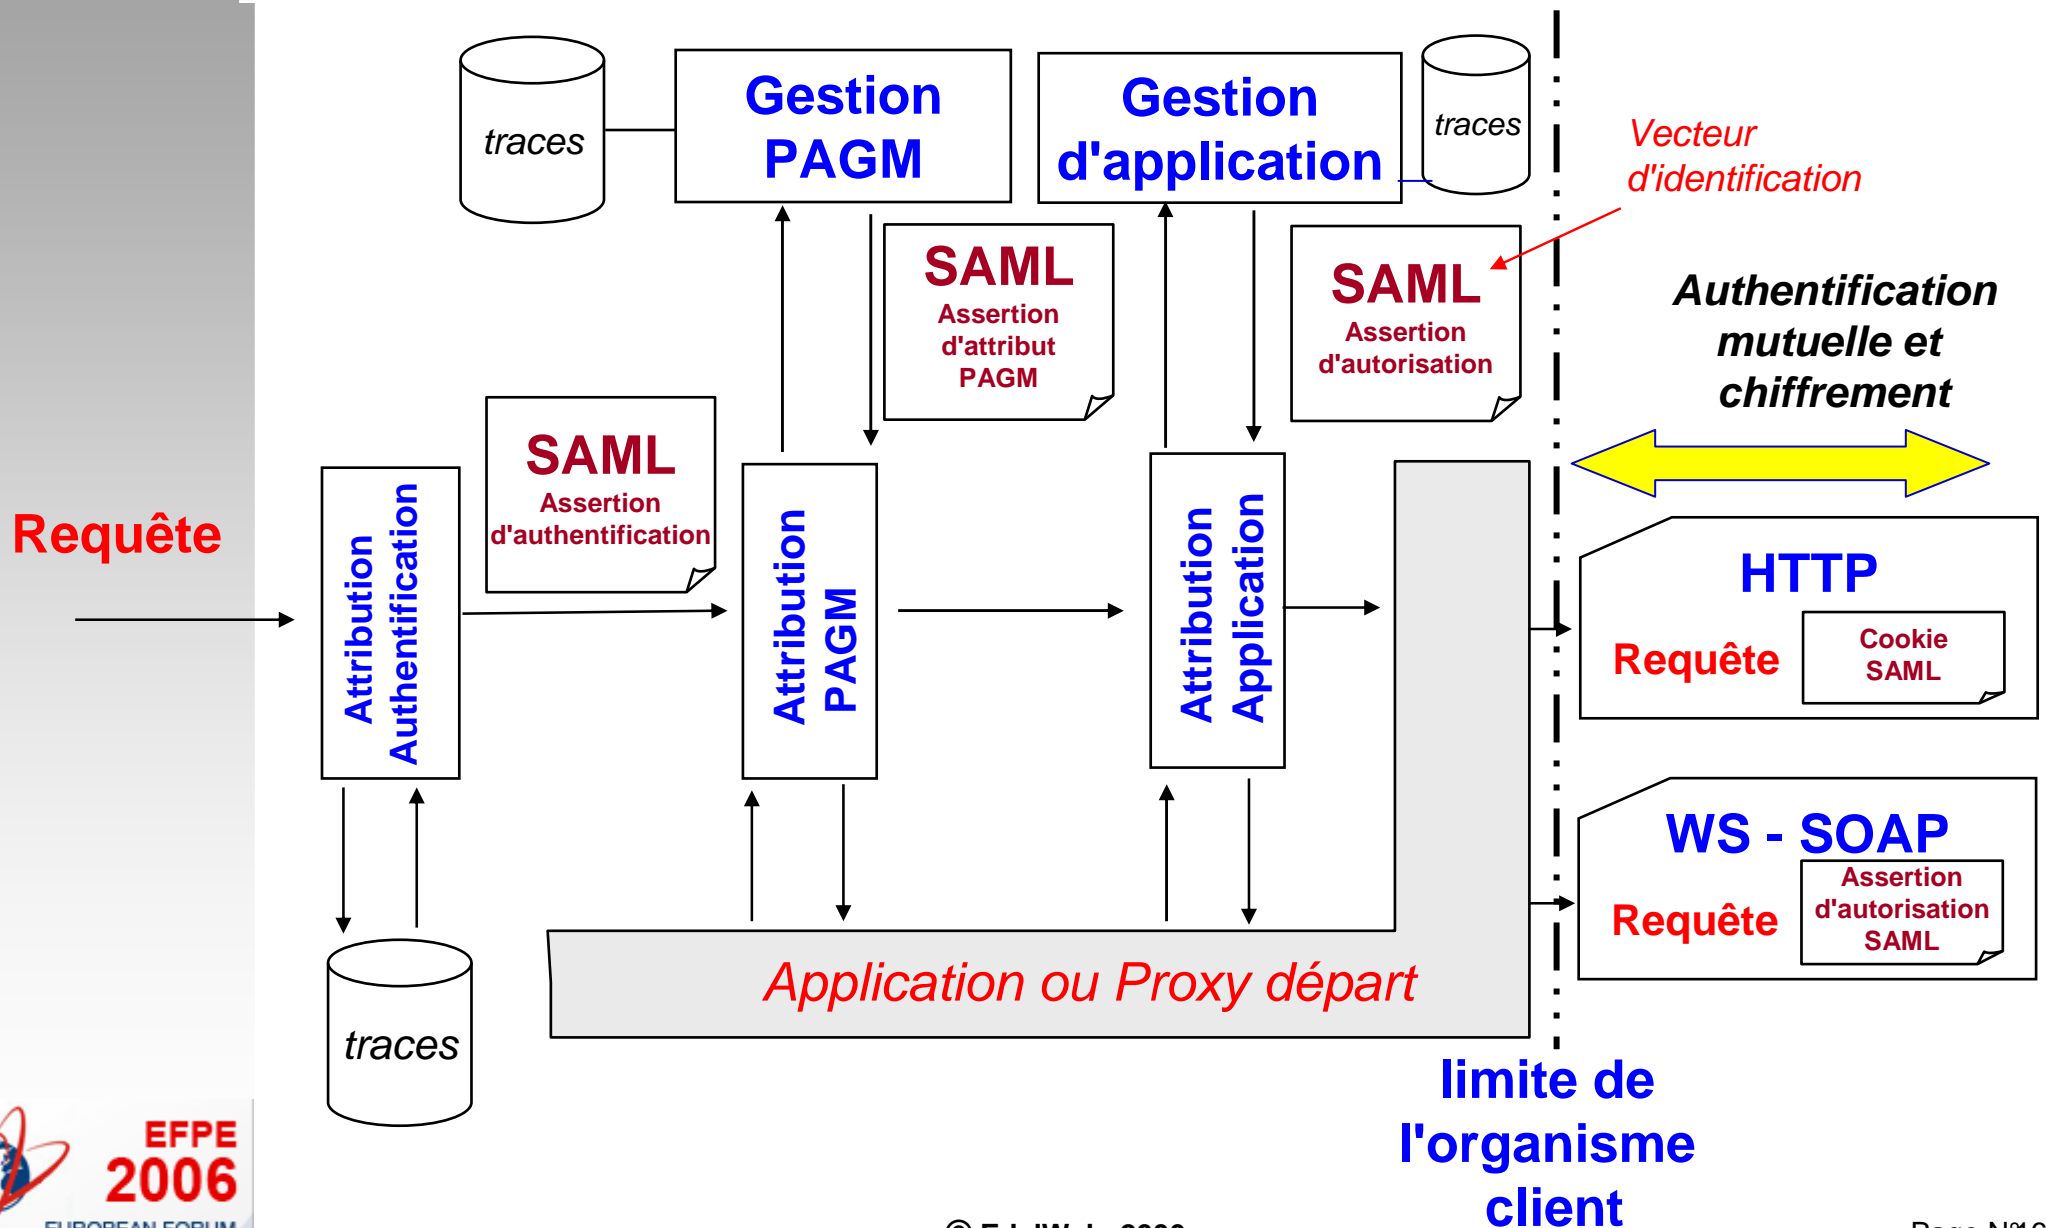 traces
Gestion
PAGM
Gestion
d'application
traces
Vecteur
d'identification
SAML
Assertion
d'attribut
PAGM
SAML
Assertion
d'autorisation
Authentification
mutuelle et
chiffrement
SAML
Assertion
d'authentification
Requête
Attribution
Authentification
Attribution
PAGM
Attribution
Application
HTTP
Requête
Cookie
SAML
WS - SOAP
Requête
Assertion
d'autorisation
SAML
Application ou Proxy départ
traces
limite de
l'organisme
client
EFPE
2006
EUROPEAN FORUM